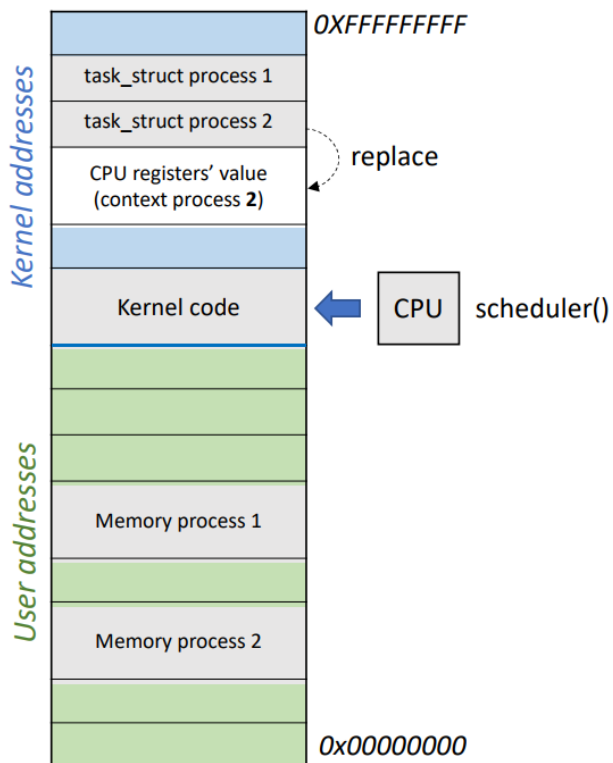 0XFFFFFFFFF
Kernel addresses
task_struct process 1
task_struct process 2
replace
CPU registers’ value
(context process 2)
Kernel code
CPU
scheduler()
User addresses
Memory process 1
Memory process 2
0x00000000